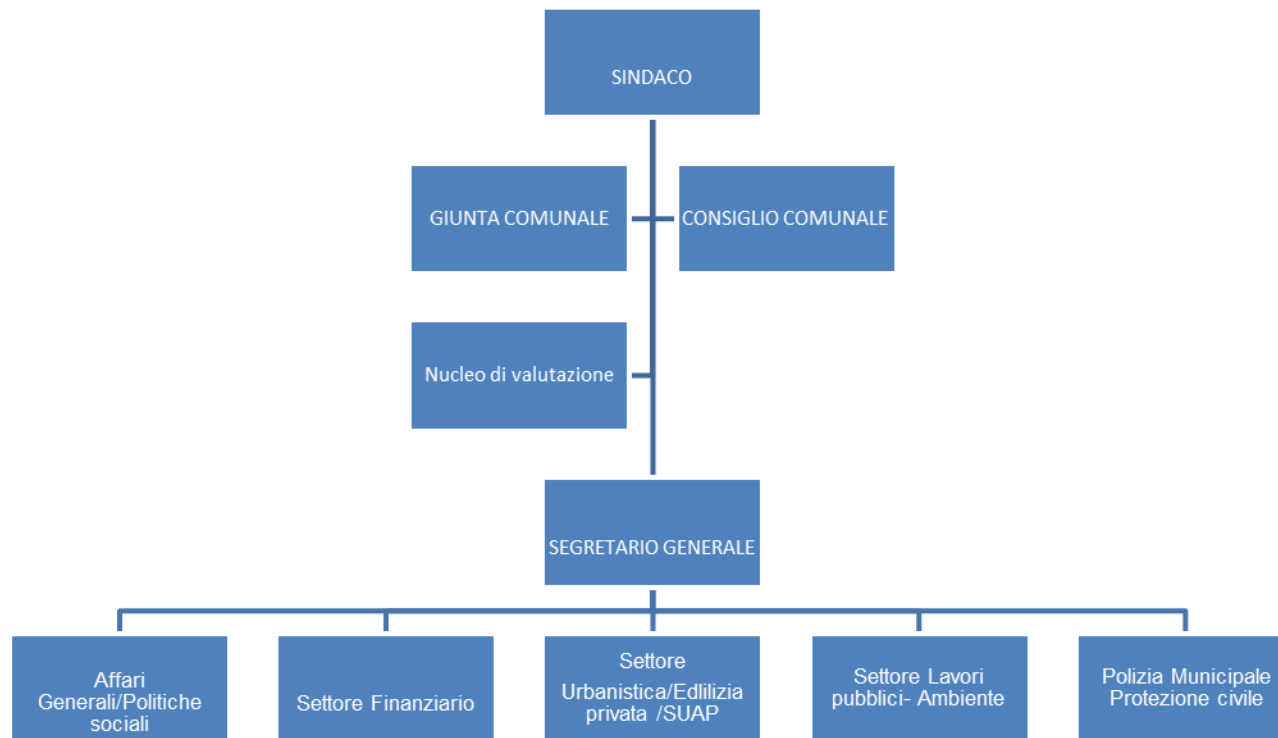 SINDACO
GIUNTA COMUNALE
CONSIGLIO COMUNALE
Nucleo di valutazione
SEGRETARIO GENERALE
Affari
Generali/Politiche
sociali
Settore Finanziario
Settore
Urbanistica/Edlilizia
privata /SUAP
Settore Lavori
pubblici- Ambiente
Polizia Municipale
Protezione civile